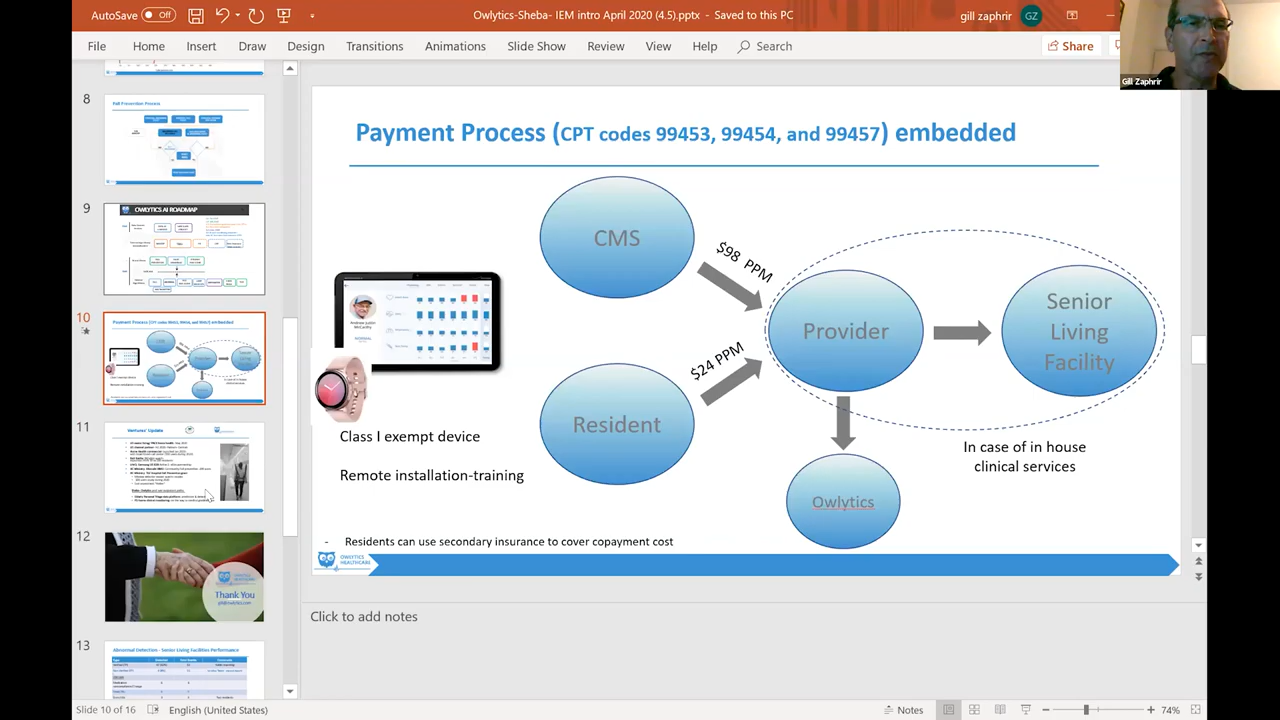 AutoSave Off
Owlytics-Sheba- IEM intro April 2020 (4.5).pptx - Saved to this PC
gill zaphrir GZ
File Home Insert Draw Design Transitions Animations Slide Show Review View Help Search
Share
Gill Zaphrir
8
Fall Prevention Process
9
OWLYTICS AI ROADMAP
10
Payment Process (CPT codes 99453, 99454, and 99457) embedded
CMS
Provider
Resident
11
Ventures' Update
12
OWLYTICS
HEALTHCARE
Thank You
13
Abnormal Detection - Senior Living Facilities Performance
Payment Process (CPT codes 99453, 99454, and 99457) embedded
CMS
$98 PPM
Provider
Senior
Living
Facility
$24 PPM
Resident
Class I exempt device
Remote installation-training
In case of in house
clinical services
Owlytics
- Residents can use secondary insurance to cover copayment cost
OWLYTICS
HEALTHCARE
Click to add notes
Slide 10 of 16
English (United States)
Notes
74%